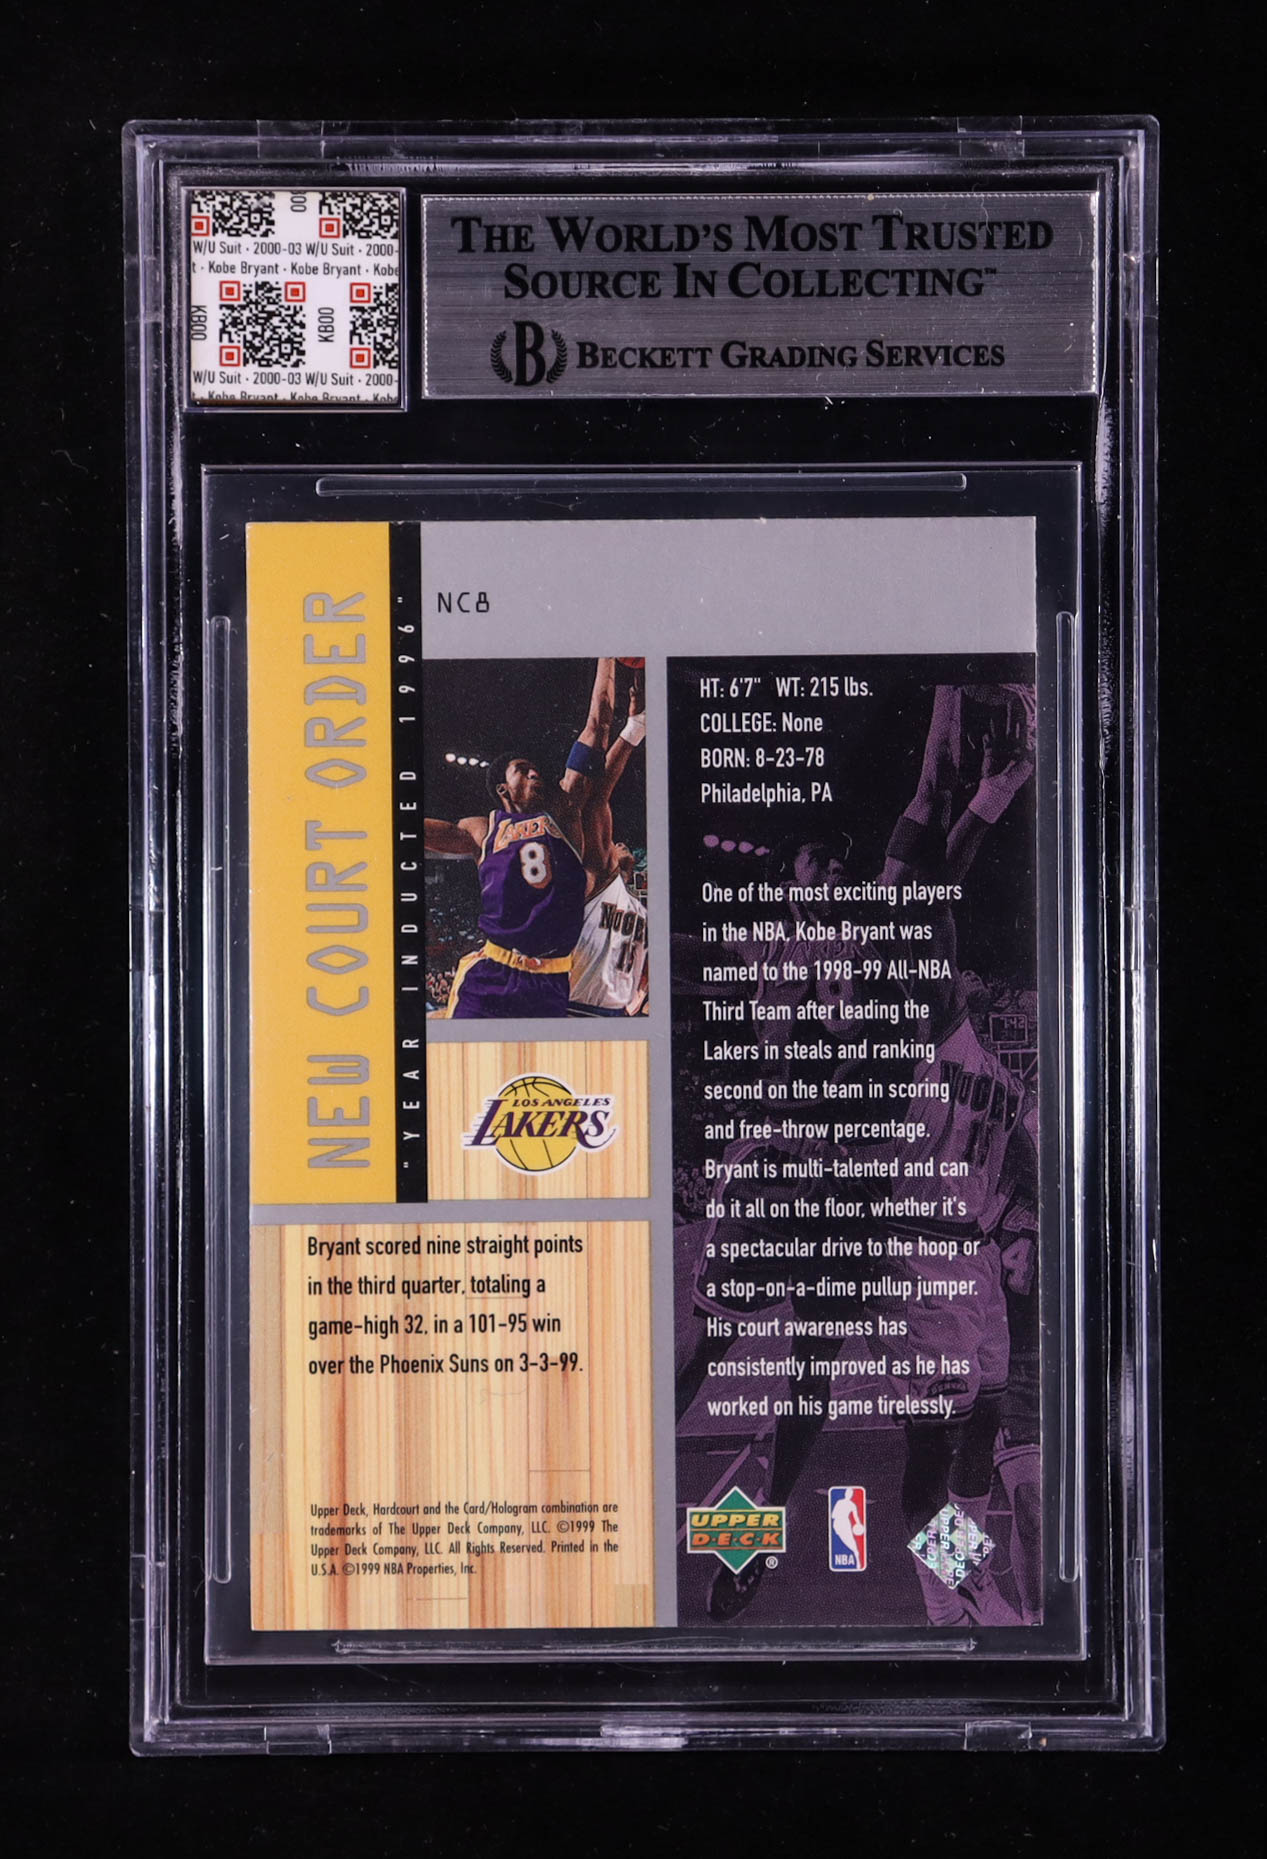 00
W/U Suit · 2000-03 W/U Suit · 2000-
t · Kobe Bryant · Kobe Bryant · Kobe
KB00
KB00
W/U Suit · 2000-03 W/U Suit · 2000-
Kobe Bryant · Kobe Bryant · Kobe
THE WORLD'S MOST TRUSTED
SOURCE IN COLLECTING™
B BECKETT GRADING SERVICES
NEW COURT ORDER
"YEAR INDUCTED 1996"
NC8
LAKERS
8
NUGGE
LOS ANGELES
LAKERS
Bryant scored nine straight points
in the third quarter, totaling a
game-high 32, in a 101-95 win
over the Phoenix Suns on 3-3-99.
Upper Deck, Hardcourt and the Card/Hologram combination are
trademarks of The Upper Deck Company, LLC. ©1999 The
Upper Deck Company, LLC. All Rights Reserved. Printed in the
U.S.A. ©1999 NBA Properties, Inc.
HT: 6'7" WT: 215 lbs.
COLLEGE: None
BORN: 8-23-78
Philadelphia, PA
One of the most exciting players
in the NBA, Kobe Bryant was
named to the 1998-99 All-NBA
Third Team after leading the
Lakers in steals and ranking
second on the team in scoring
and free-throw percentage.
Bryant is multi-talented and can
do it all on the floor, whether it's
a spectacular drive to the hoop or
a stop-on-a-dime pullup jumper.
His court awareness has
consistently improved as he has
worked on his game tirelessly.
UPPER
DECK
®
NBA